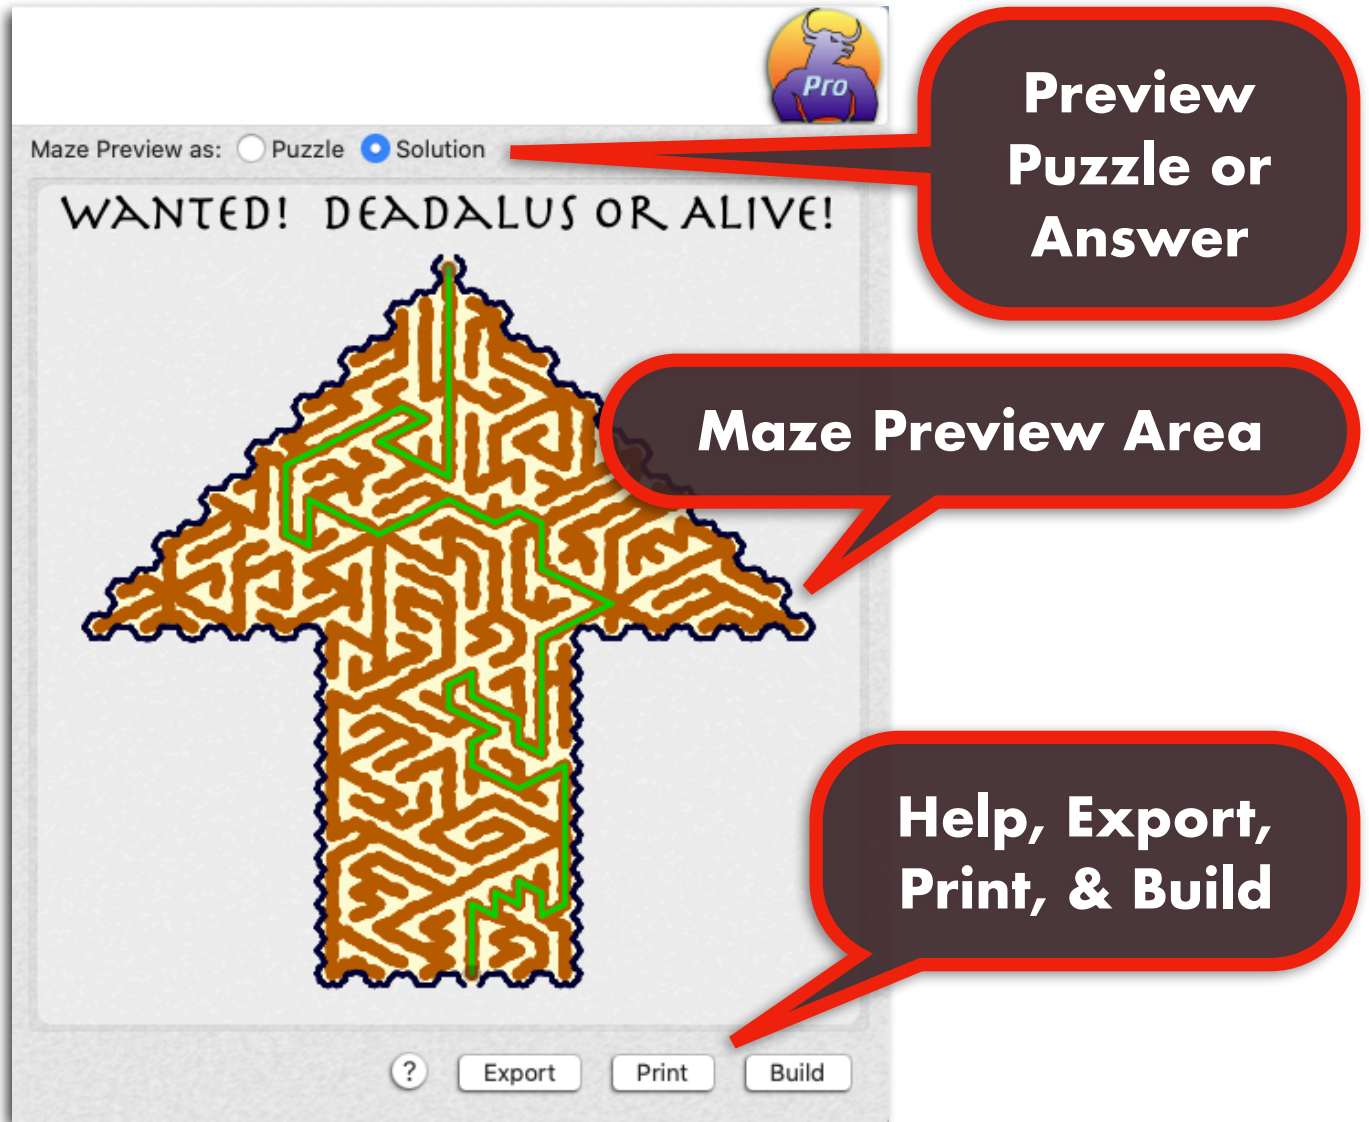 Pro
Preview
Puzzle or
Answer
Maze Preview as: Puzzle Solution
WANTED! DEADALUS OR ALIVE!
Maze Preview Area
Help, Export,
Print, & Build
? Export Print Build